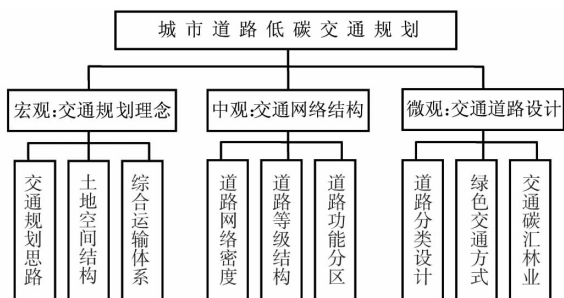 城市道路低碳交通规划
宏观:交通规划理念
中观:交通网络结构
微观:交通道路设计
交通规划思路
土地空间结构
综合运输体系
道路网络密度
道路等级结构
道路功能分区
道路分类设计
绿色交通方式
交通碳汇林业